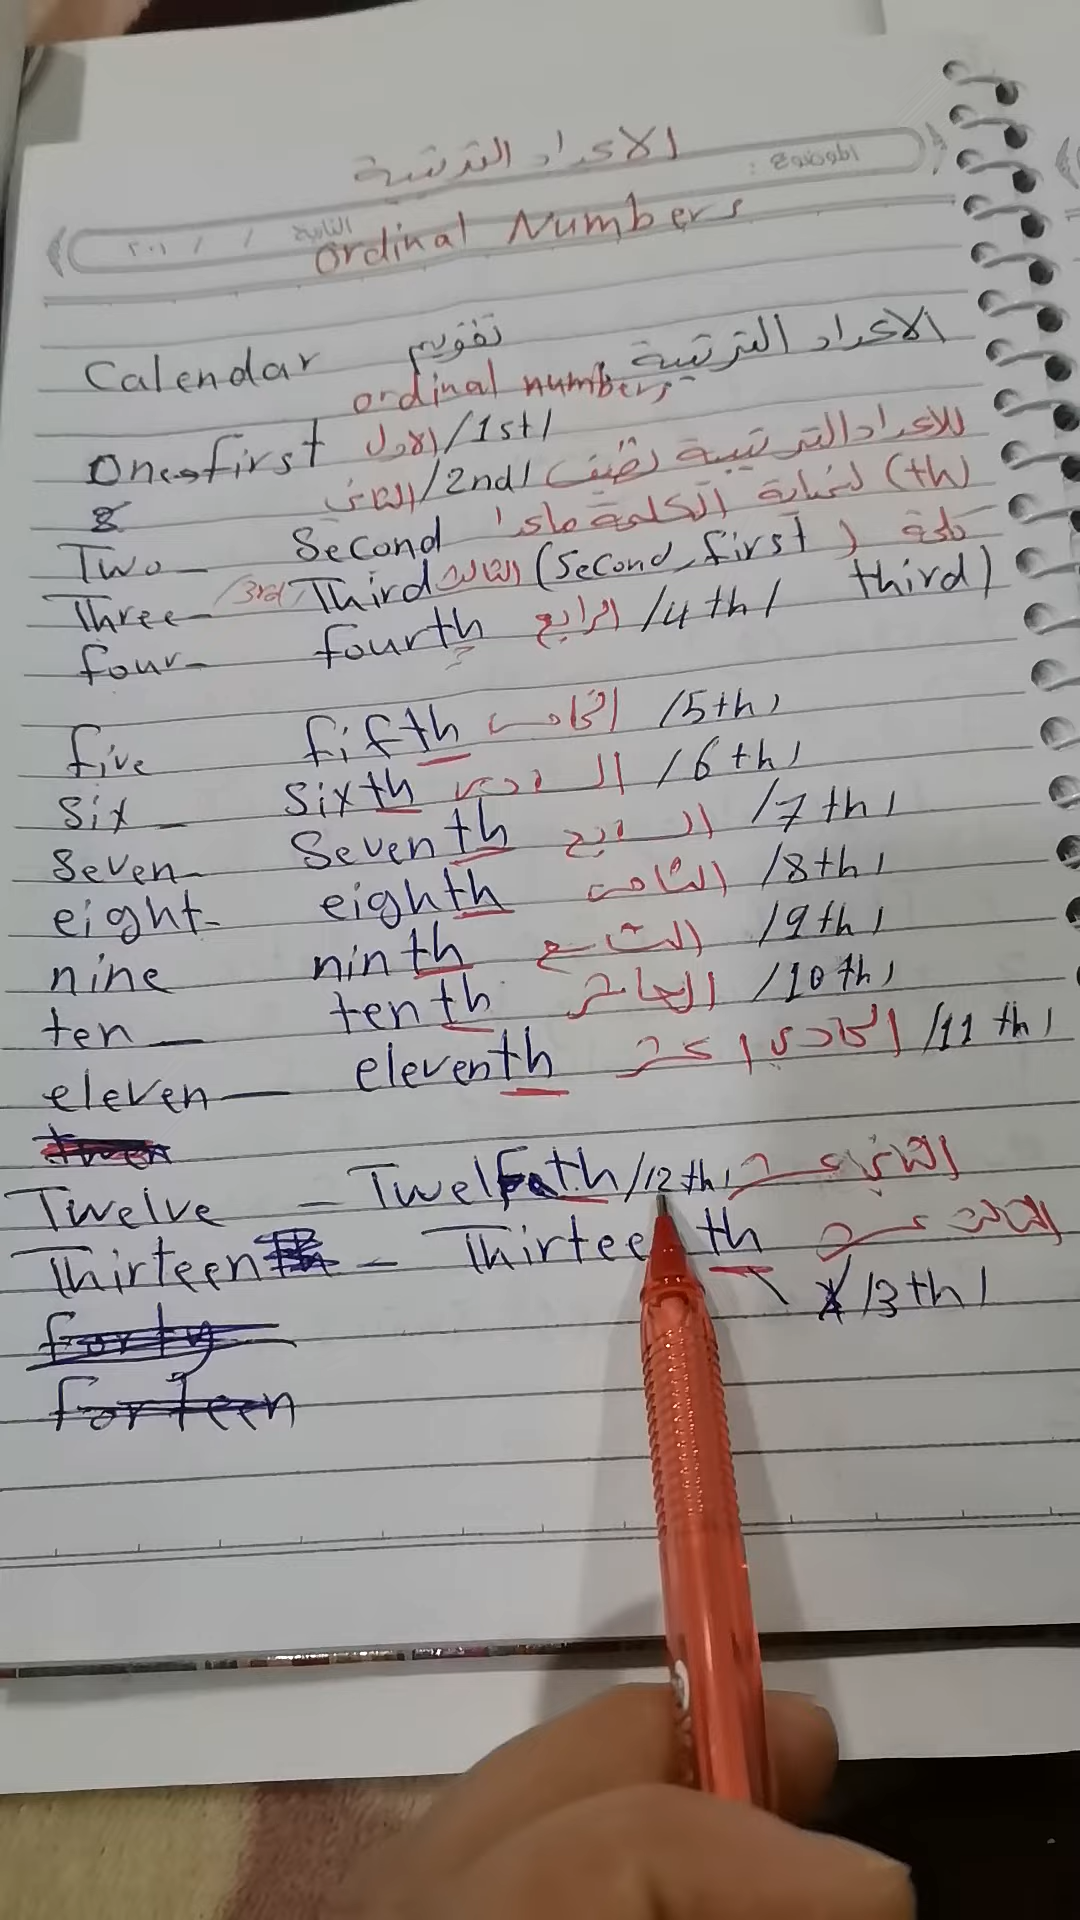 الاعداد الترتيبية
الموضوع :
Ordinal Numbers
التاريخ / / ٢٠١
Calendar تقويم الاعداد الترتيبية
ordinal numbers
One→first الاول /1st/
للاعداد الترتيبية نضيف
الثاني /2nd/
Two - Second
(th) لنهاية الكلمة ماعدا
Three - /3rd/ Third الثالث (Second, first, third) كلمة
four - fourth الرابع /4th/
five fifth الخامس /5th/
six - sixth السادس /6th/
seven - Seventh السابع /7th/
eight - eighth الثامن /8th/
nine ninth التاسع /9th/
ten - tenth العاشر /10th/
eleven - eleventh الحادي عشر /11th/
Twelve - Twelfth /12th/ الثاني عشر
Thirteen - Thirteenth الثالث عشر
/13th/
forty
forteen